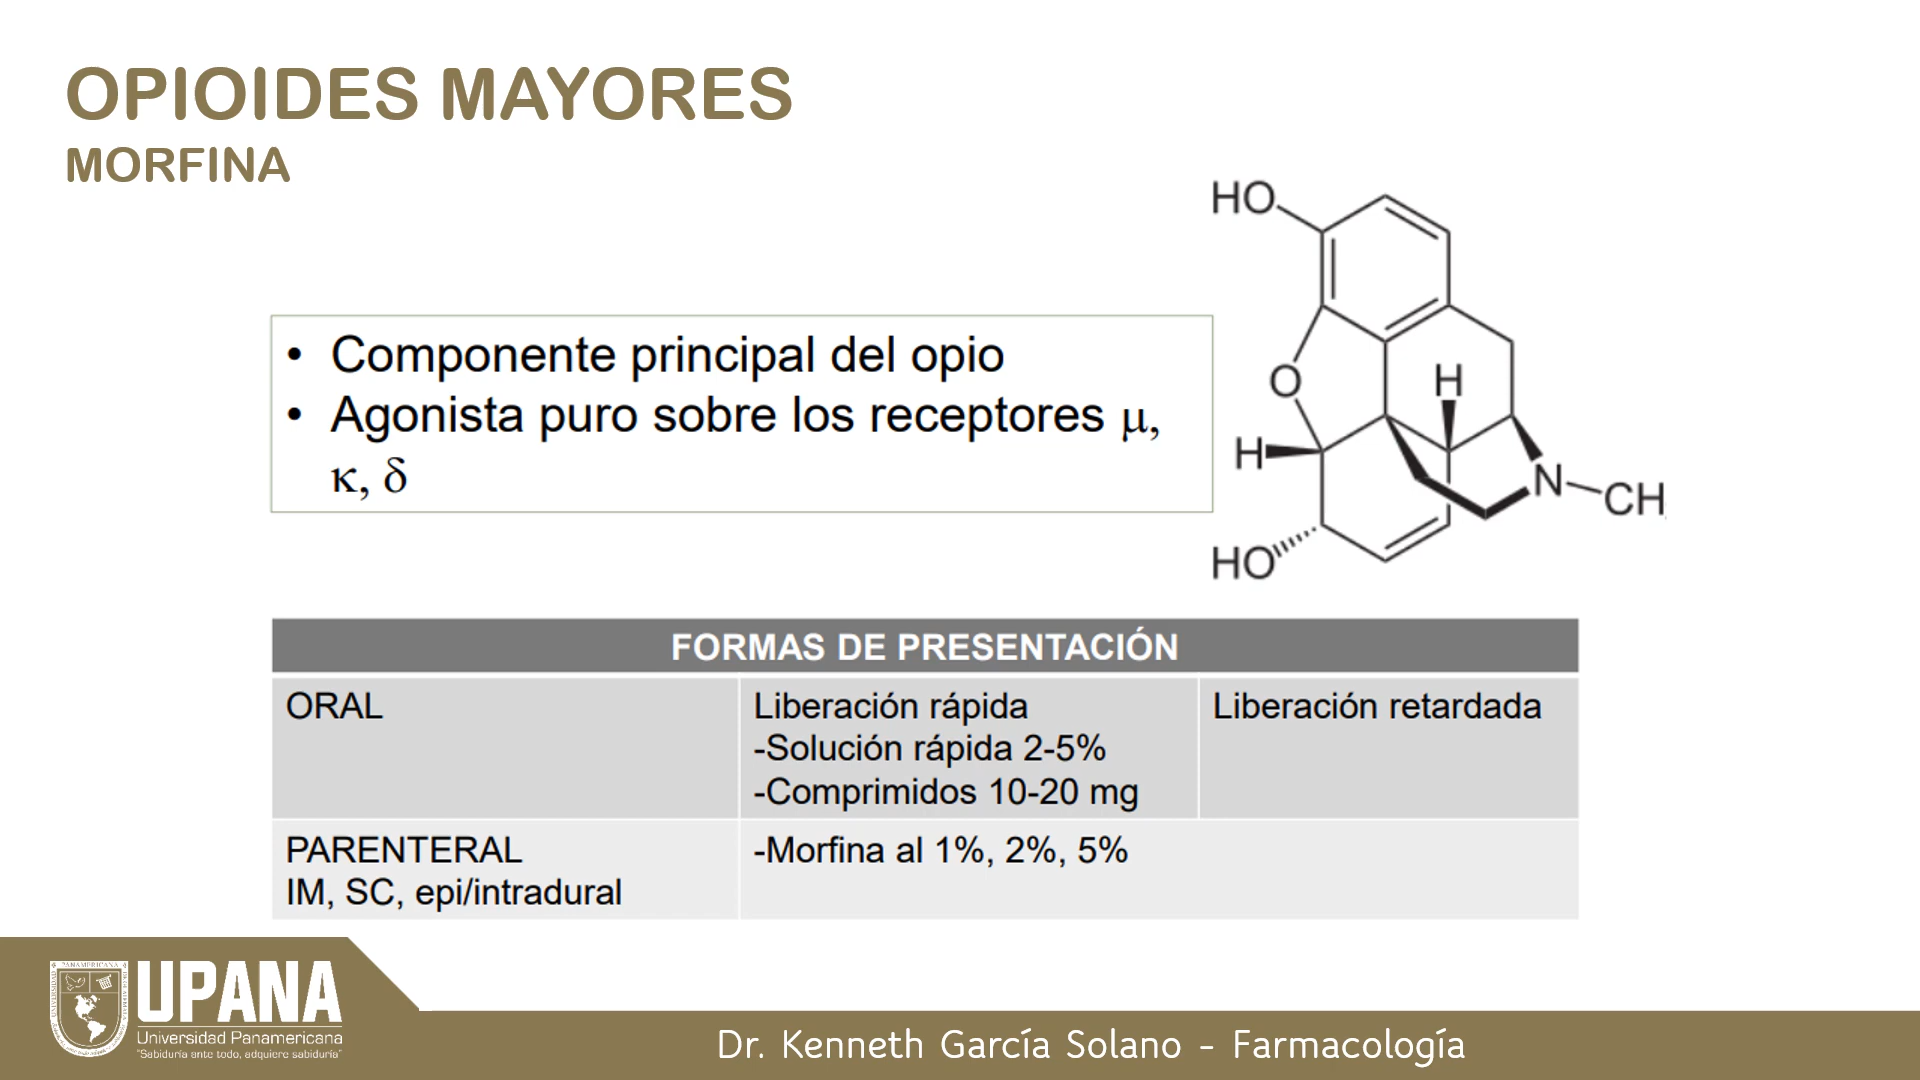 OPIOIDES MAYORES
MORFINA
• Componente principal del opio
• Agonista puro sobre los receptores μ,
κ, δ
HO
O
H
H
N
CH
HO
FORMAS DE PRESENTACIÓN
ORAL
Liberación rápida
-Solución rápida 2-5%
-Comprimidos 10-20 mg
Liberación retardada
PARENTERAL
IM, SC, epi/intradural
-Morfina al 1%, 2%, 5%
UPANA
Universidad Panamericana
"Sabiduría ante todo, adquiere sabiduría"
Dr. Kenneth García Solano - Farmacología